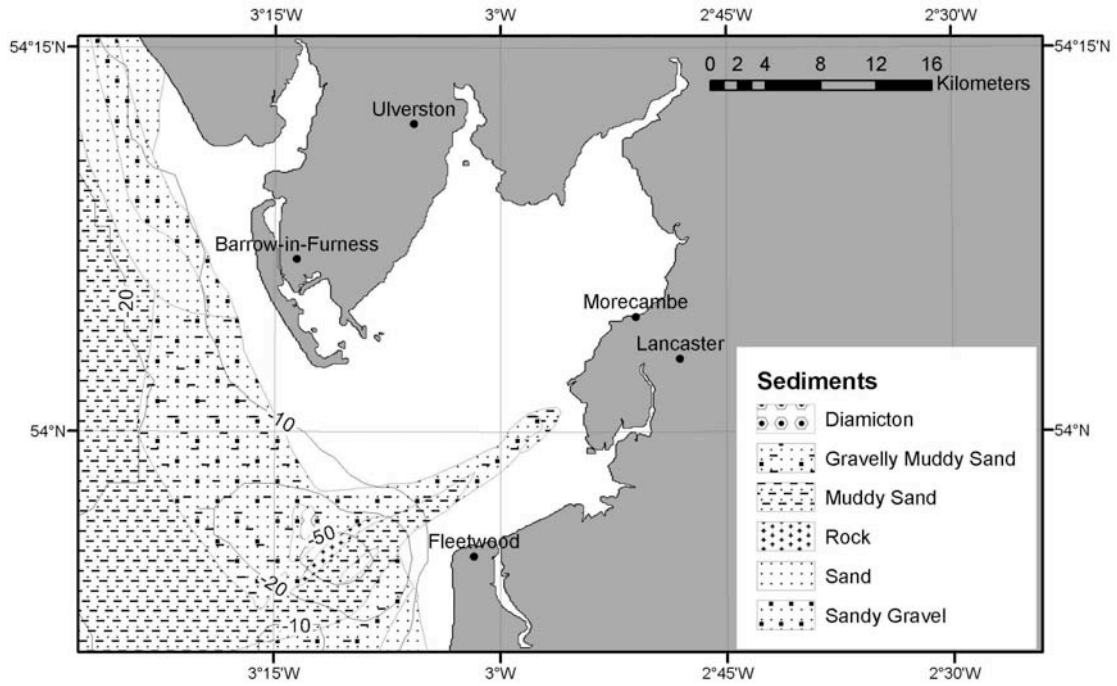 3°15'W 3°W 2°45'W 2°30'W
54°15'N 54°15'N
0 2 4 8 12 16
Kilometers
Ulverston
Barrow-in-Furness
-20
Morecambe
Lancaster
-10
54°N 54°N
-50
Fleetwood
-20
10
Sediments
Diamicton
Gravelly Muddy Sand
Muddy Sand
Rock
Sand
Sandy Gravel
3°15'W 3°W 2°45'W 2°30'W